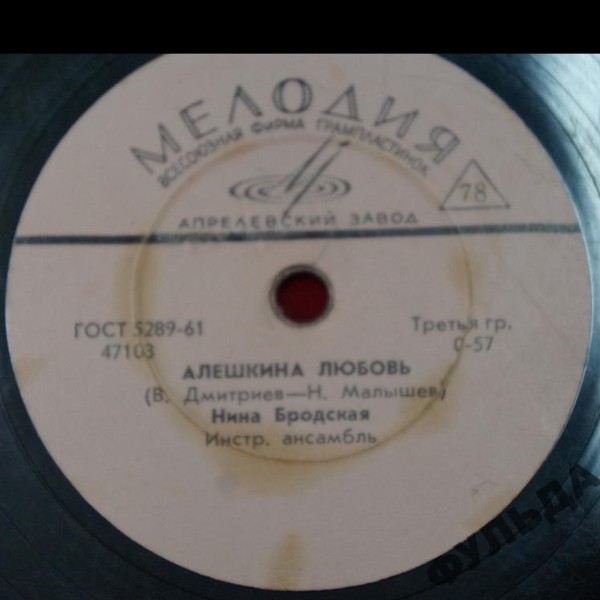 МЕЛОДИЯ
ВСЕСОЮЗНАЯ ФИРМА ГРАМПЛАСТИНОК
78
АПРЕЛЕВСКИЙ ЗАВОД
ГОСТ 5289-61
Третья гр.
47103
0-57
АЛЕШКИНА ЛЮБОВЬ
(В. Дмитриев—Н. Малышев)
Нина Бродская
Инстр. ансамбль
ФУЛЬДА